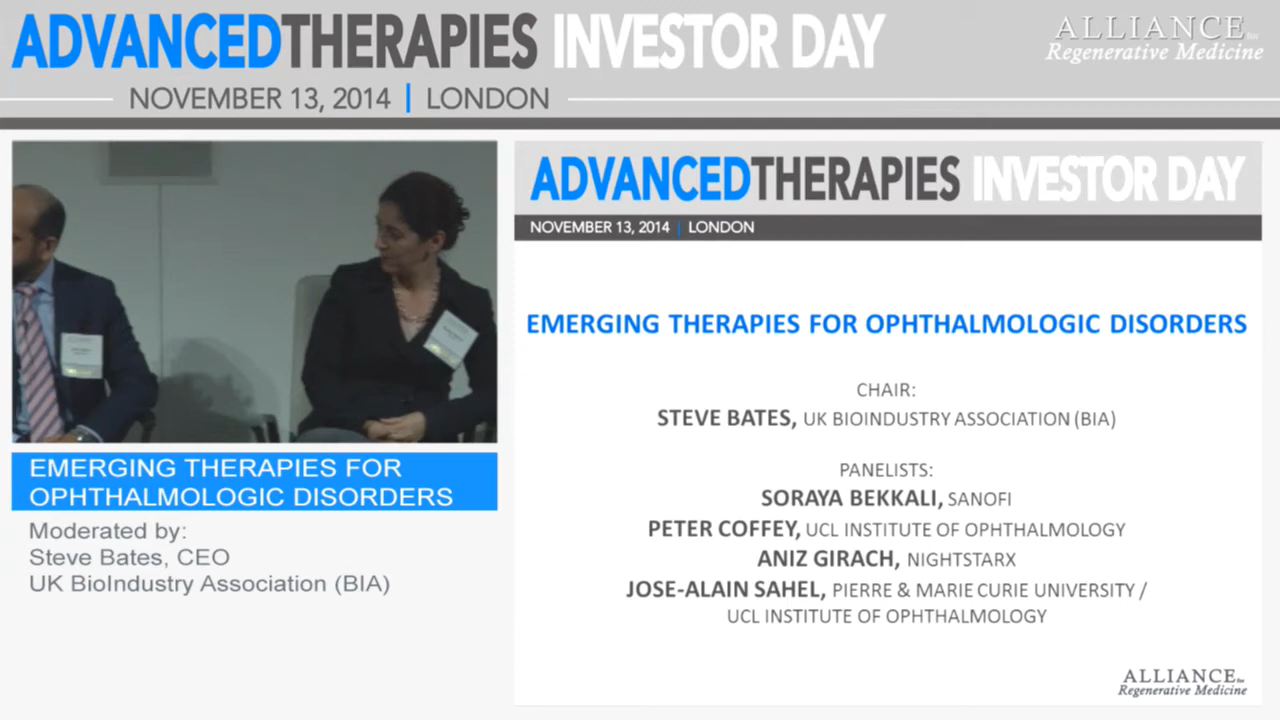 ADVANCEDTHERAPIES INVESTOR DAY
NOVEMBER 13, 2014 | LONDON
ALLIANCE for
Regenerative Medicine
ADVANCEDTHERAPIES INVESTOR DAY
NOVEMBER 13, 2014 | LONDON
EMERGING THERAPIES FOR OPHTHALMOLOGIC DISORDERS
CHAIR:
STEVE BATES, UK BIOINDUSTRY ASSOCIATION (BIA)
PANELISTS:
SORAYA BEKKALI, SANOFI
PETER COFFEY, UCL INSTITUTE OF OPHTHALMOLOGY
ANIZ GIRACH, NIGHTSTARX
JOSE-ALAIN SAHEL, PIERRE & MARIE CURIE UNIVERSITY /
UCL INSTITUTE OF OPHTHALMOLOGY
ALLIANCE for
Regenerative Medicine
EMERGING THERAPIES FOR
OPHTHALMOLOGIC DISORDERS
Moderated by:
Steve Bates, CEO
UK BioIndustry Association (BIA)